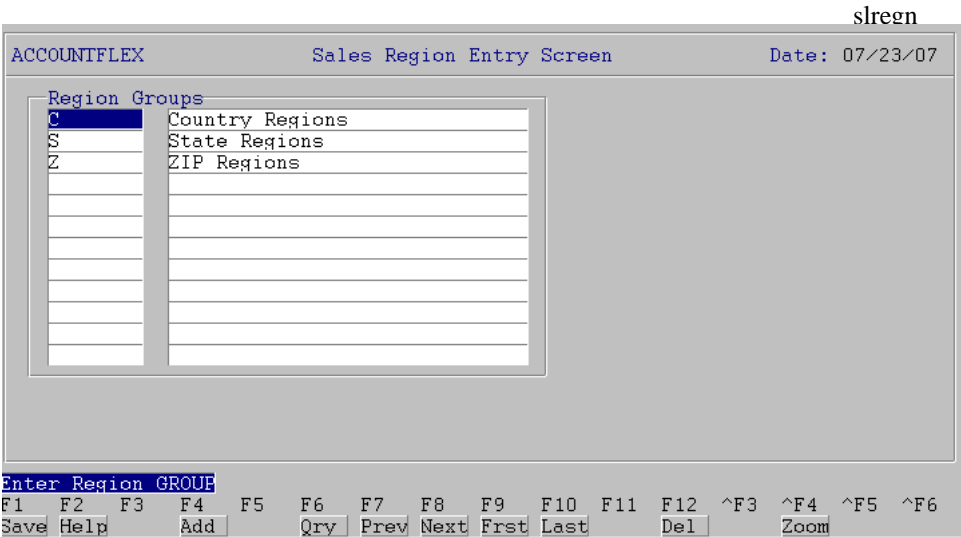 slregn
ACCOUNTFLEX Sales Region Entry Screen Date: 07/23/07
Region Groups
C Country Regions
S State Regions
Z ZIP Regions
Enter Region GROUP
F1 F2 F3 F4 F5 F6 F7 F8 F9 F10 F11 F12 ^F3 ^F4 ^F5 ^F6
Save Help Add Qry Prev Next Frst Last Del Zoom